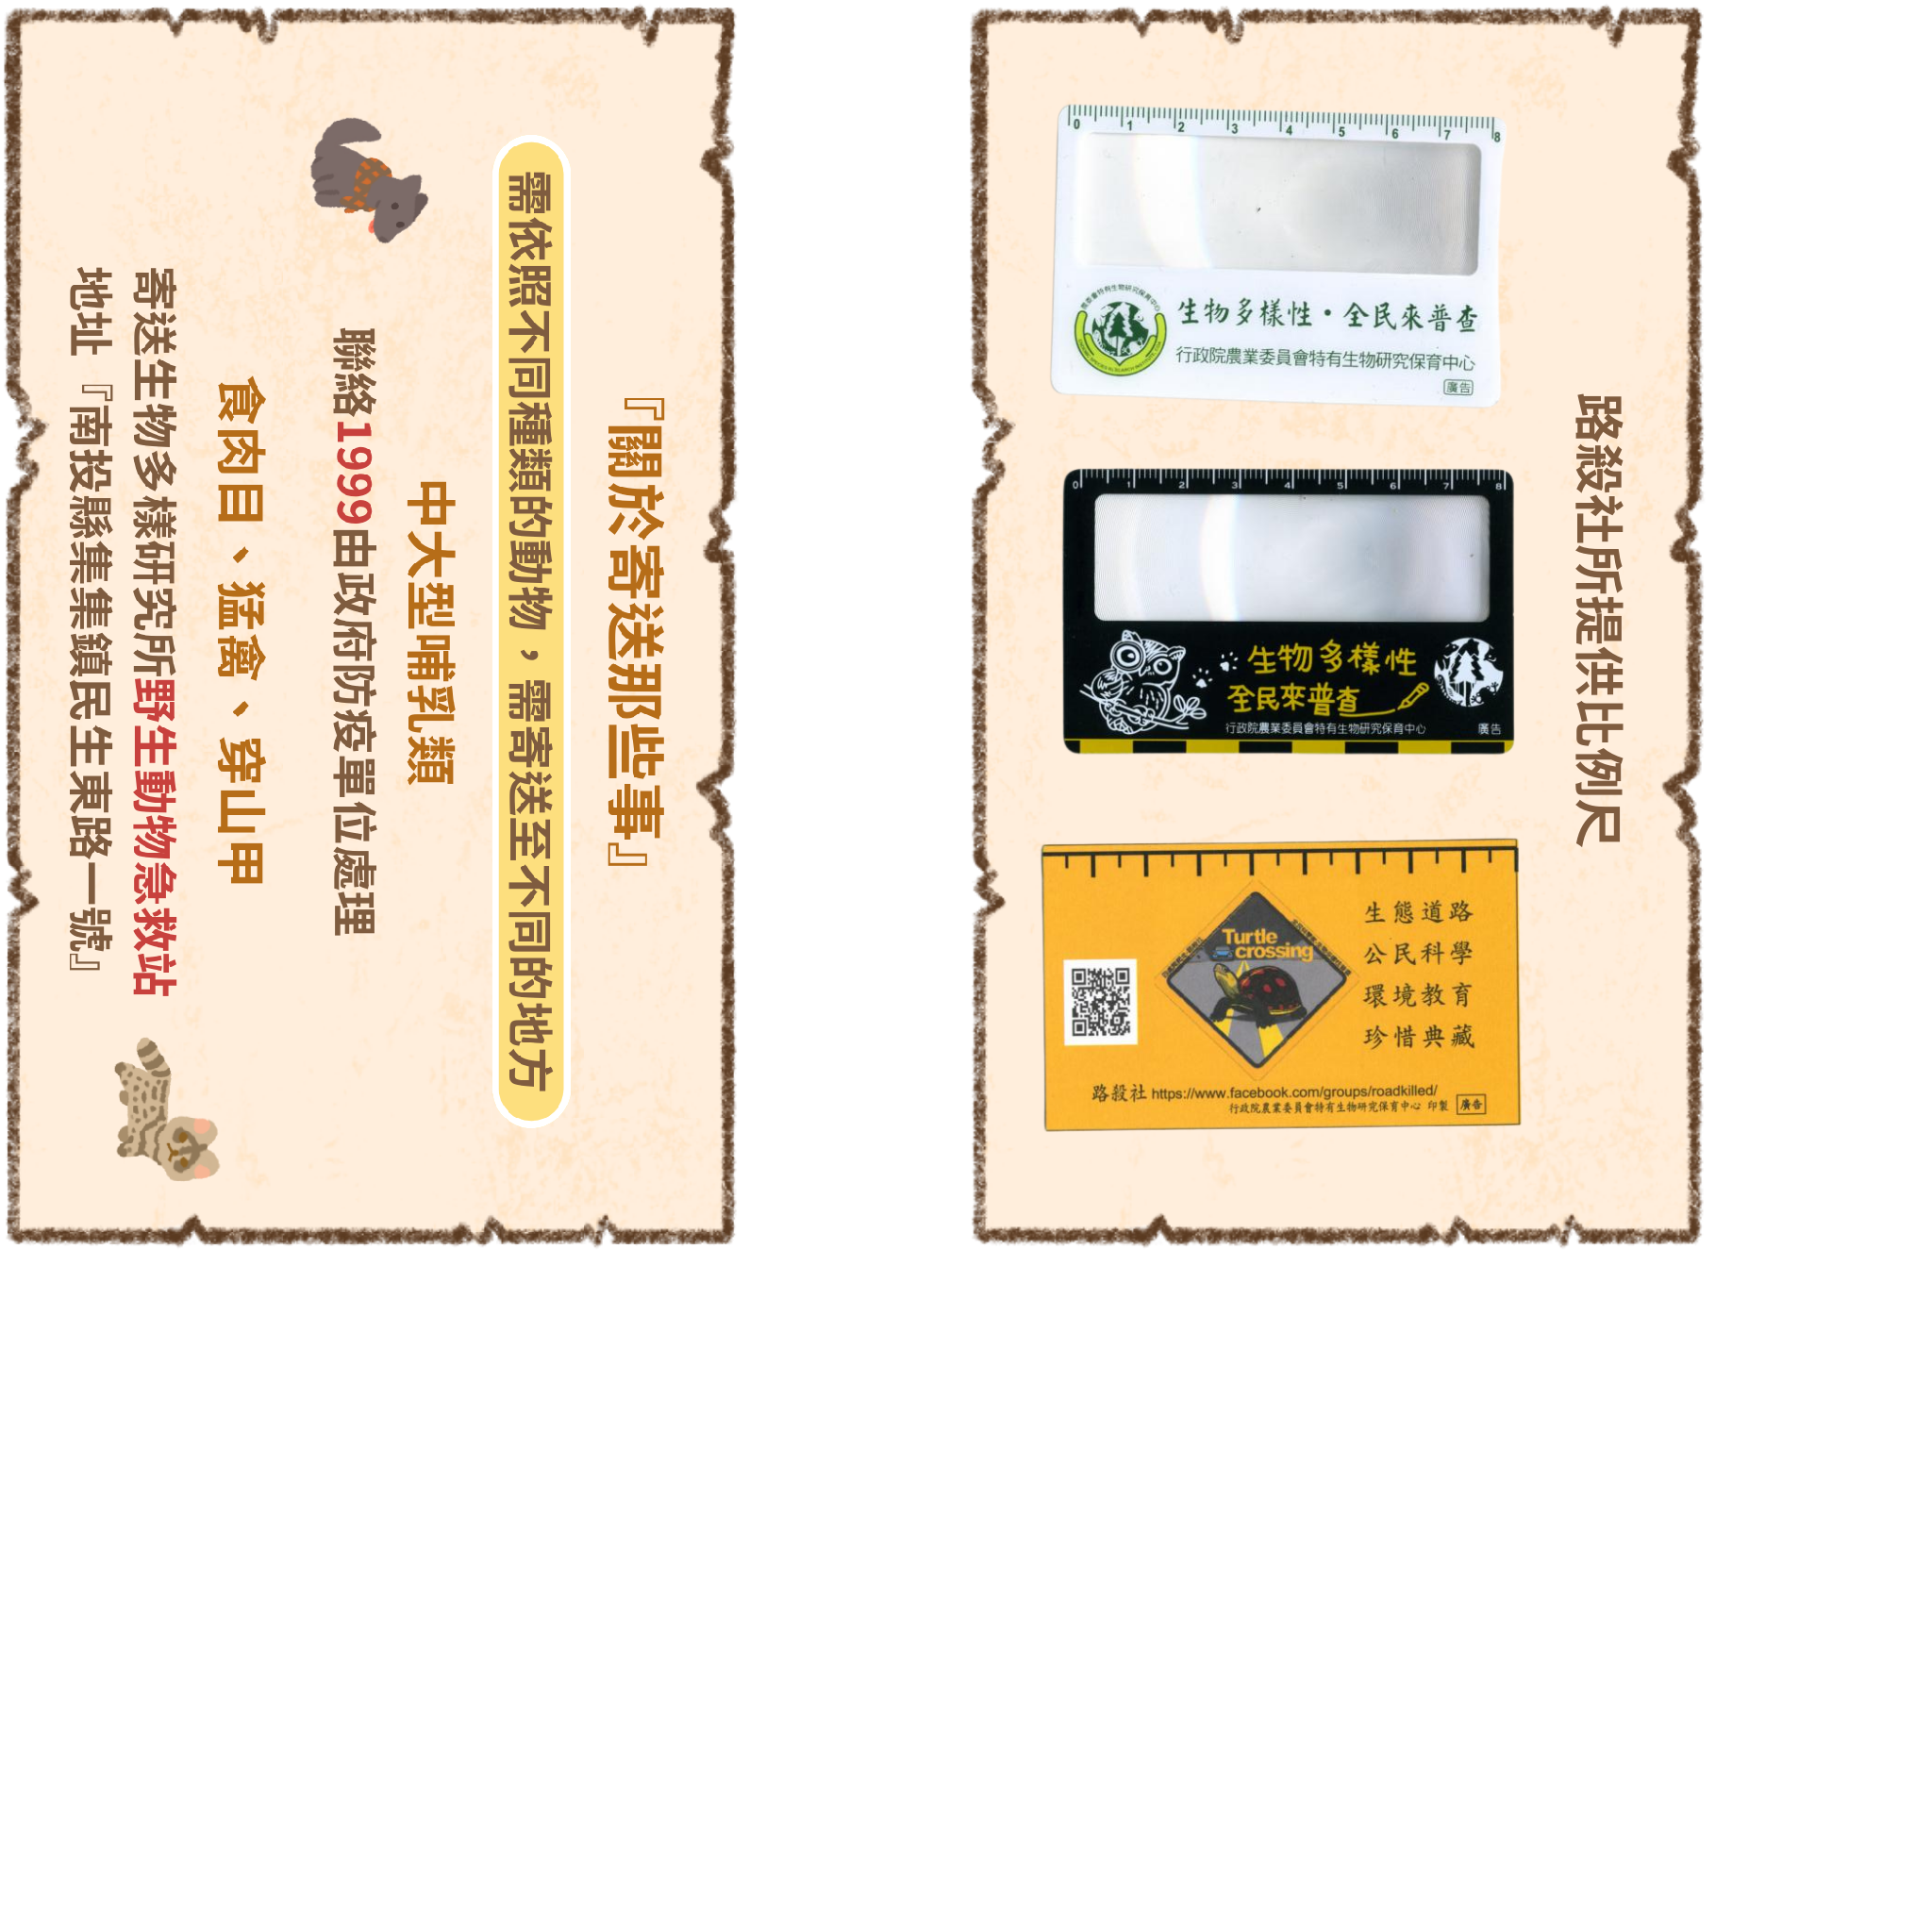 『關於寄送那些事』
需依照不同種類的動物，需寄送至不同的地方
中大型哺乳類
聯絡1999由政府防疫單位處理
食肉目、猛禽、穿山甲
寄送生物多樣研究所野生動物急救站
地址『南投縣集集鎮民生東路一號』
路殺社所提供比例尺
0 1 2 3 4 5 6 7 8
生物多樣性·全民來普查
行政院農業委員會特有生物研究保育中心
廣告
0 1 2 3 4 5 6 7 8
生物多樣性
全民來普查
行政院農業委員會特有生物研究保育中心
廣告
Turtle
crossing
生態道路
公民科學
環境教育
珍惜典藏
路殺社 https://www.facebook.com/groups/roadkilled/
行政院農業委員會特有生物研究保育中心 印製 廣告